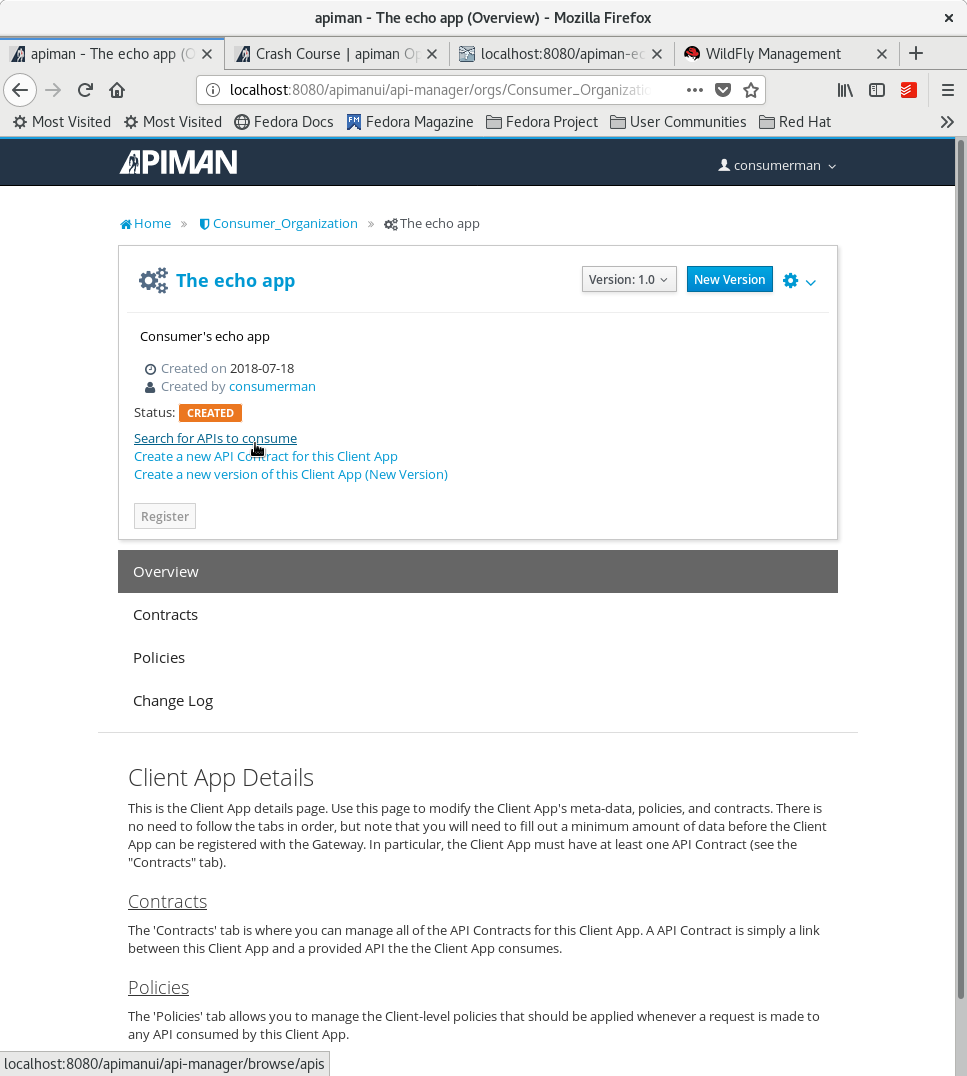 apiman - The echo app (Overview) - Mozilla Firefox
apiman - The echo app (O
Crash Course | apiman Op
localhost:8080/apiman-ec
WildFly Management
localhost:8080/apimanui/api-manager/orgs/Consumer_Organizatio
Most Visited
Most Visited
Fedora Docs
FM
Fedora Magazine
Fedora Project
User Communities
Red Hat
APIMAN
consumerman
Home » Consumer_Organization » The echo app
The echo app
Version: 1.0
New Version
Consumer's echo app
Created on 2018-07-18
Created by consumerman
Status: CREATED
Search for APIs to consume
Create a new API Contract for this Client App
Create a new version of this Client App (New Version)
Register
Overview
Contracts
Policies
Change Log
Client App Details
This is the Client App details page. Use this page to modify the Client App's meta-data, policies, and contracts. There is
no need to follow the tabs in order, but note that you will need to fill out a minimum amount of data before the Client
App can be registered with the Gateway. In particular, the Client App must have at least one API Contract (see the
"Contracts" tab).
Contracts
The 'Contracts' tab is where you can manage all of the API Contracts for this Client App. A API Contract is simply a link
between this Client App and a provided API the the Client App consumes.
Policies
The 'Policies' tab allows you to manage the Client-level policies that should be applied whenever a request is made to
any API consumed by this Client App.
localhost:8080/apimanui/api-manager/browse/apis